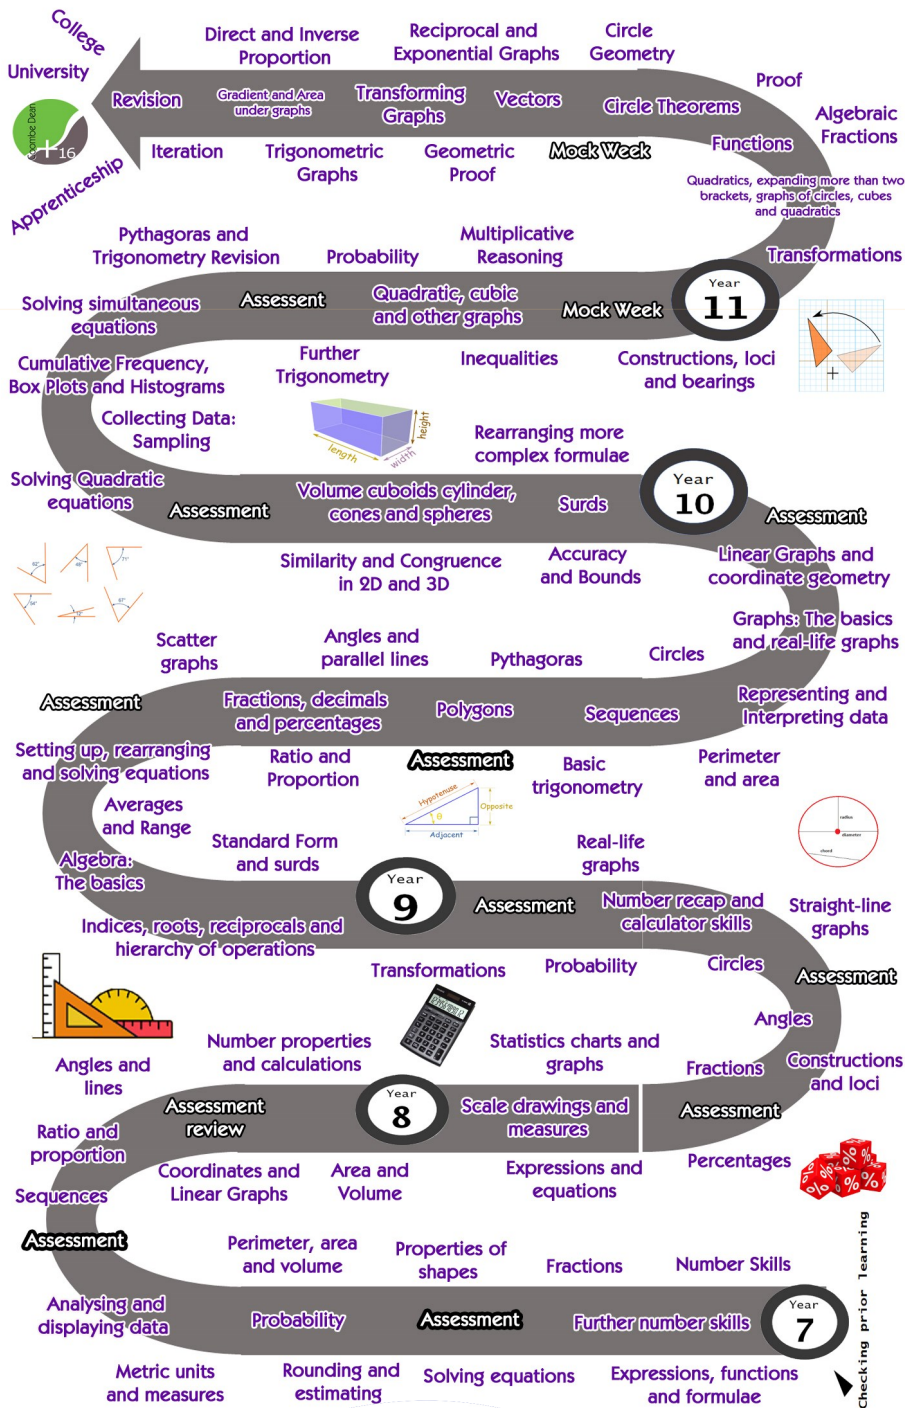 College
University
Coombe Dean
+16
Apprenticeship
Direct and Inverse
Proportion
Reciprocal and
Exponential Graphs
Circle
Geometry
Proof
Revision
Gradient and Area
under graphs
Transforming
Graphs
Vectors
Circle Theorems
Algebraic
Fractions
Iteration
Trigonometric
Graphs
Geometric
Proof
Mock Week
Functions
Quadratics, expanding more than two
brackets, graphs of circles, cubes
and quadratics
Pythagoras and
Trigonometry Revision
Probability
Multiplicative
Reasoning
Transformations
Solving simultaneous
equations
Assessent
Quadratic, cubic
and other graphs
Mock Week
Year
11
Cumulative Frequency,
Box Plots and Histograms
Further
Trigonometry
Inequalities
Constructions, loci
and bearings
Collecting Data:
Sampling
length
width
height
Rearranging more
complex formulae
Solving Quadratic
equations
Assessment
Volume cuboids cylinder,
cones and spheres
Surds
Year
10
Assessment
Similarity and Congruence
in 2D and 3D
Accuracy
and Bounds
Linear Graphs and
coordinate geometry
Graphs: The basics
and real-life graphs
Scatter
graphs
Angles and
parallel lines
Pythagoras
Circles
Assessment
Fractions, decimals
and percentages
Polygons
Sequences
Representing and
Interpreting data
Setting up, rearranging
and solving equations
Ratio and
Proportion
Assessment
Basic
trigonometry
Perimeter
and area
Averages
and Range
Hypotenuse
Opposite
θ
Adjacent
radius
diameter
chord
Algebra:
The basics
Standard Form
and surds
Real-life
graphs
Year
9
Assessment
Number recap and
calculator skills
Straight-line
graphs
Indices, roots, reciprocals and
hierarchy of operations
Transformations
Probability
Circles
Assessment
Angles
Angles and
lines
Number properties
and calculations
Statistics charts and
graphs
Fractions
Constructions
and loci
Assessment
review
Year
8
Scale drawings and
measures
Assessment
Ratio and
proportion
Coordinates and
Linear Graphs
Area and
Volume
Expressions and
equations
Percentages
% % % % %
Sequences
Assessment
Perimeter, area
and volume
Properties of
shapes
Fractions
Number Skills
Analysing and
displaying data
Probability
Assessment
Further number skills
Year
7
Checking prior learning
Metric units
and measures
Rounding and
estimating
Solving equations
Expressions, functions
and formulae